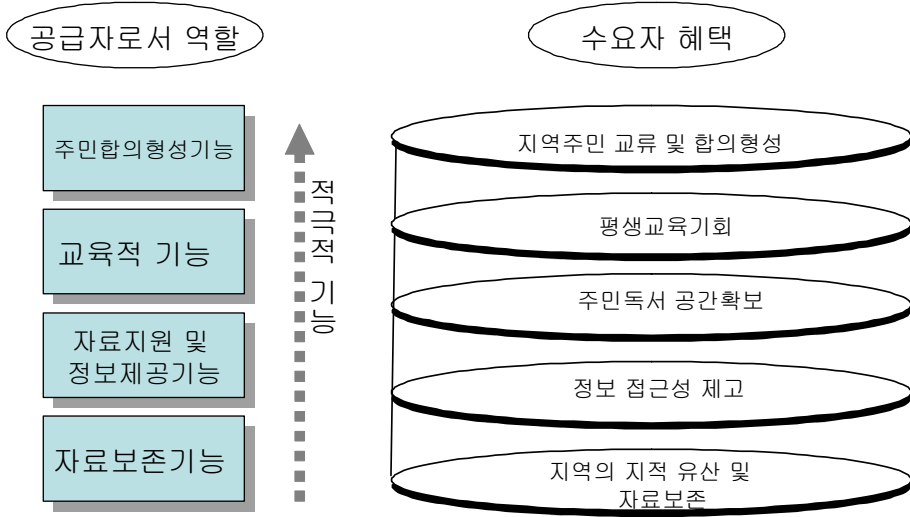 공급자로서 역할
수요자 혜택
주민합의형성기능
교육적 기능
자료지원 및
정보제공기능
자료보존기능
적극적 기능
지역주민 교류 및 합의형성
평생교육기회
주민독서 공간확보
정보 접근성 제고
지역의 지적 유산 및
자료보존